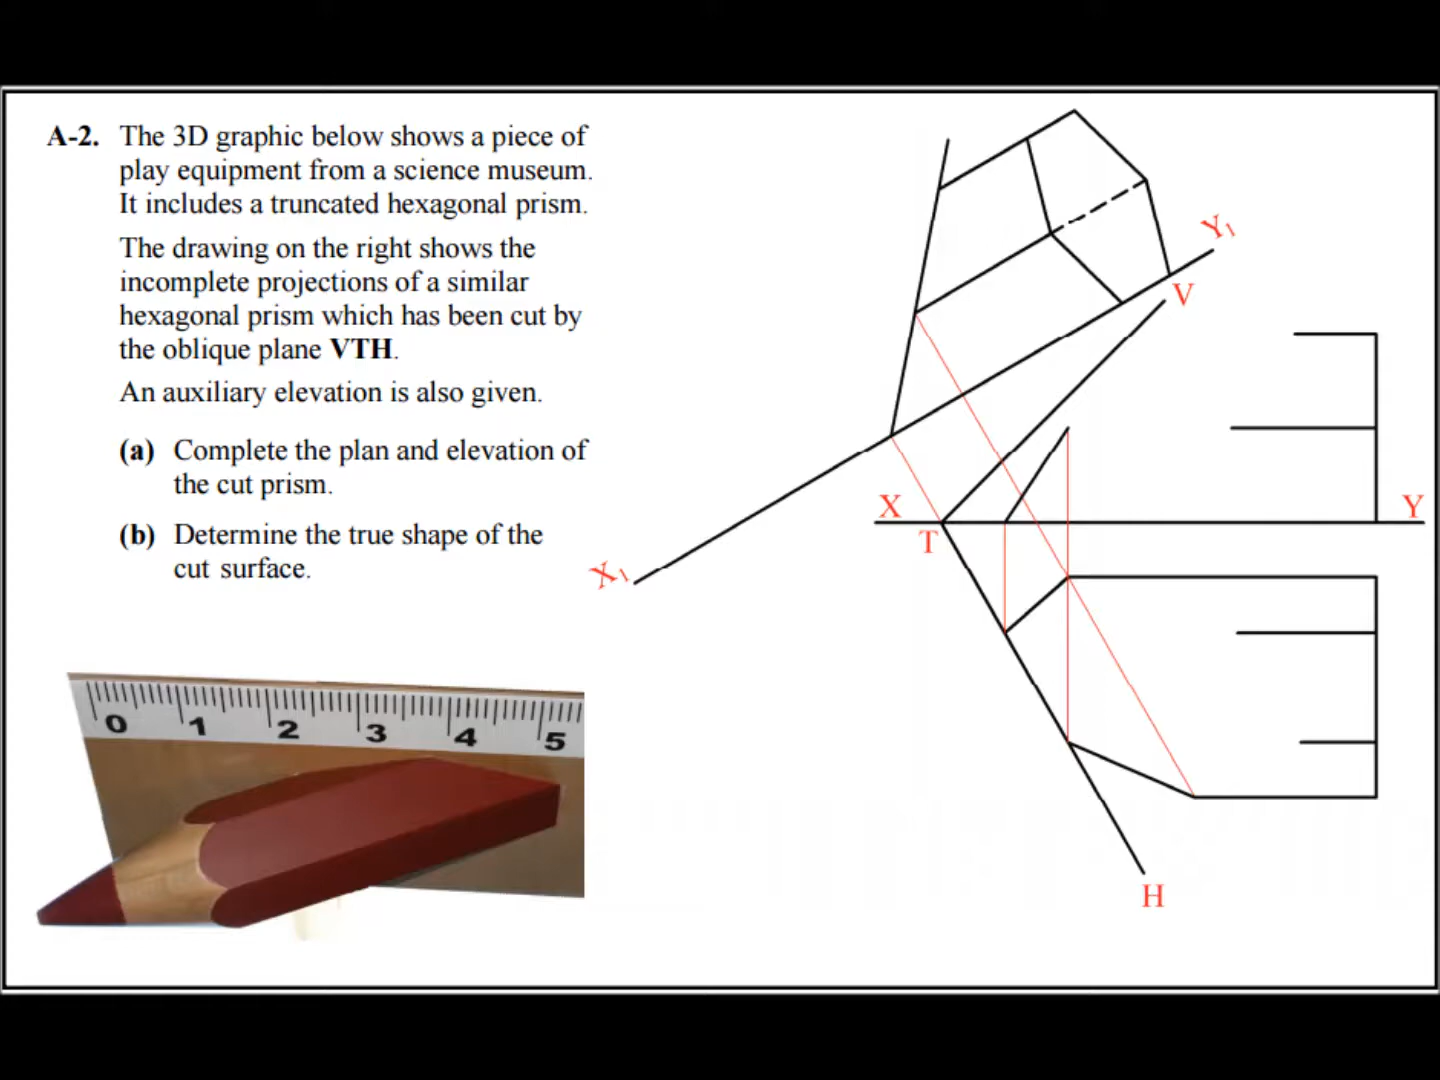 A-2. The 3D graphic below shows a piece of
play equipment from a science museum.
It includes a truncated hexagonal prism.
The drawing on the right shows the
incomplete projections of a similar
hexagonal prism which has been cut by
the oblique plane VTH.
An auxiliary elevation is also given.
(a) Complete the plan and elevation of
the cut prism.
(b) Determine the true shape of the
cut surface.
0 1 2 3 4 5
Y₁
V
X
Y
T
X₁
H